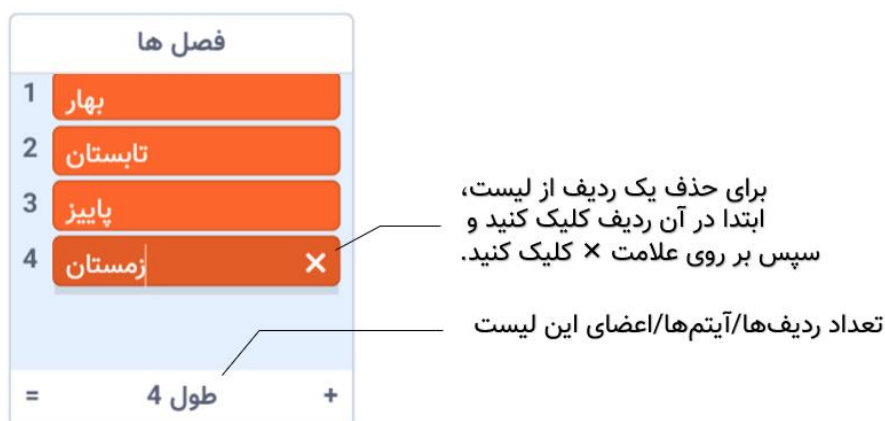 فصل ها
1 بهار
2 تابستان
3 پاییز
4 زمستان ×
برای حذف یک ردیف از لیست،
ابتدا در آن ردیف کلیک کنید و
سپس بر روی علامت × کلیک کنید.
تعداد ردیف‌ها/آیتم‌ها/اعضای این لیست
= طول 4 +